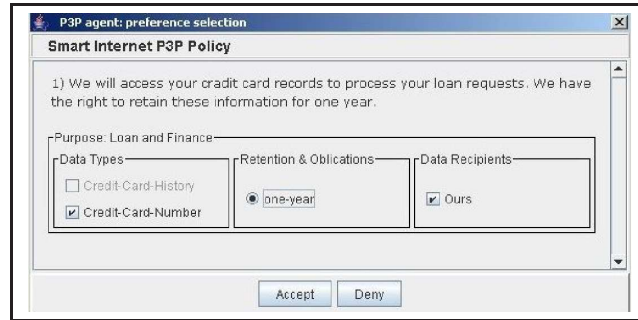 P3P agent: preference selection
Smart Internet P3P Policy
1) We will access your cradit card records to process your loan requests. We have
the right to retain these information for one year.
Purpose: Loan and Finance
Data Types
Retention & Oblications
Data Recipients
Credit-Card-History
one-year
Ours
Credit-Card-Number
Accept
Deny